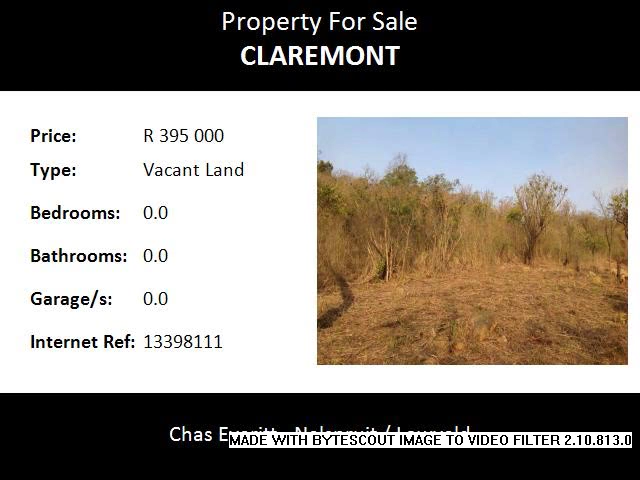 Property For Sale
CLAREMONT
Price: R 395 000
Type: Vacant Land
Bedrooms: 0.0
Bathrooms: 0.0
Garage/s: 0.0
Internet Ref: 13398111
Chas
MADE WITH BYTESCOUT IMAGE TO VIDEO FILTER 2.10.813.0